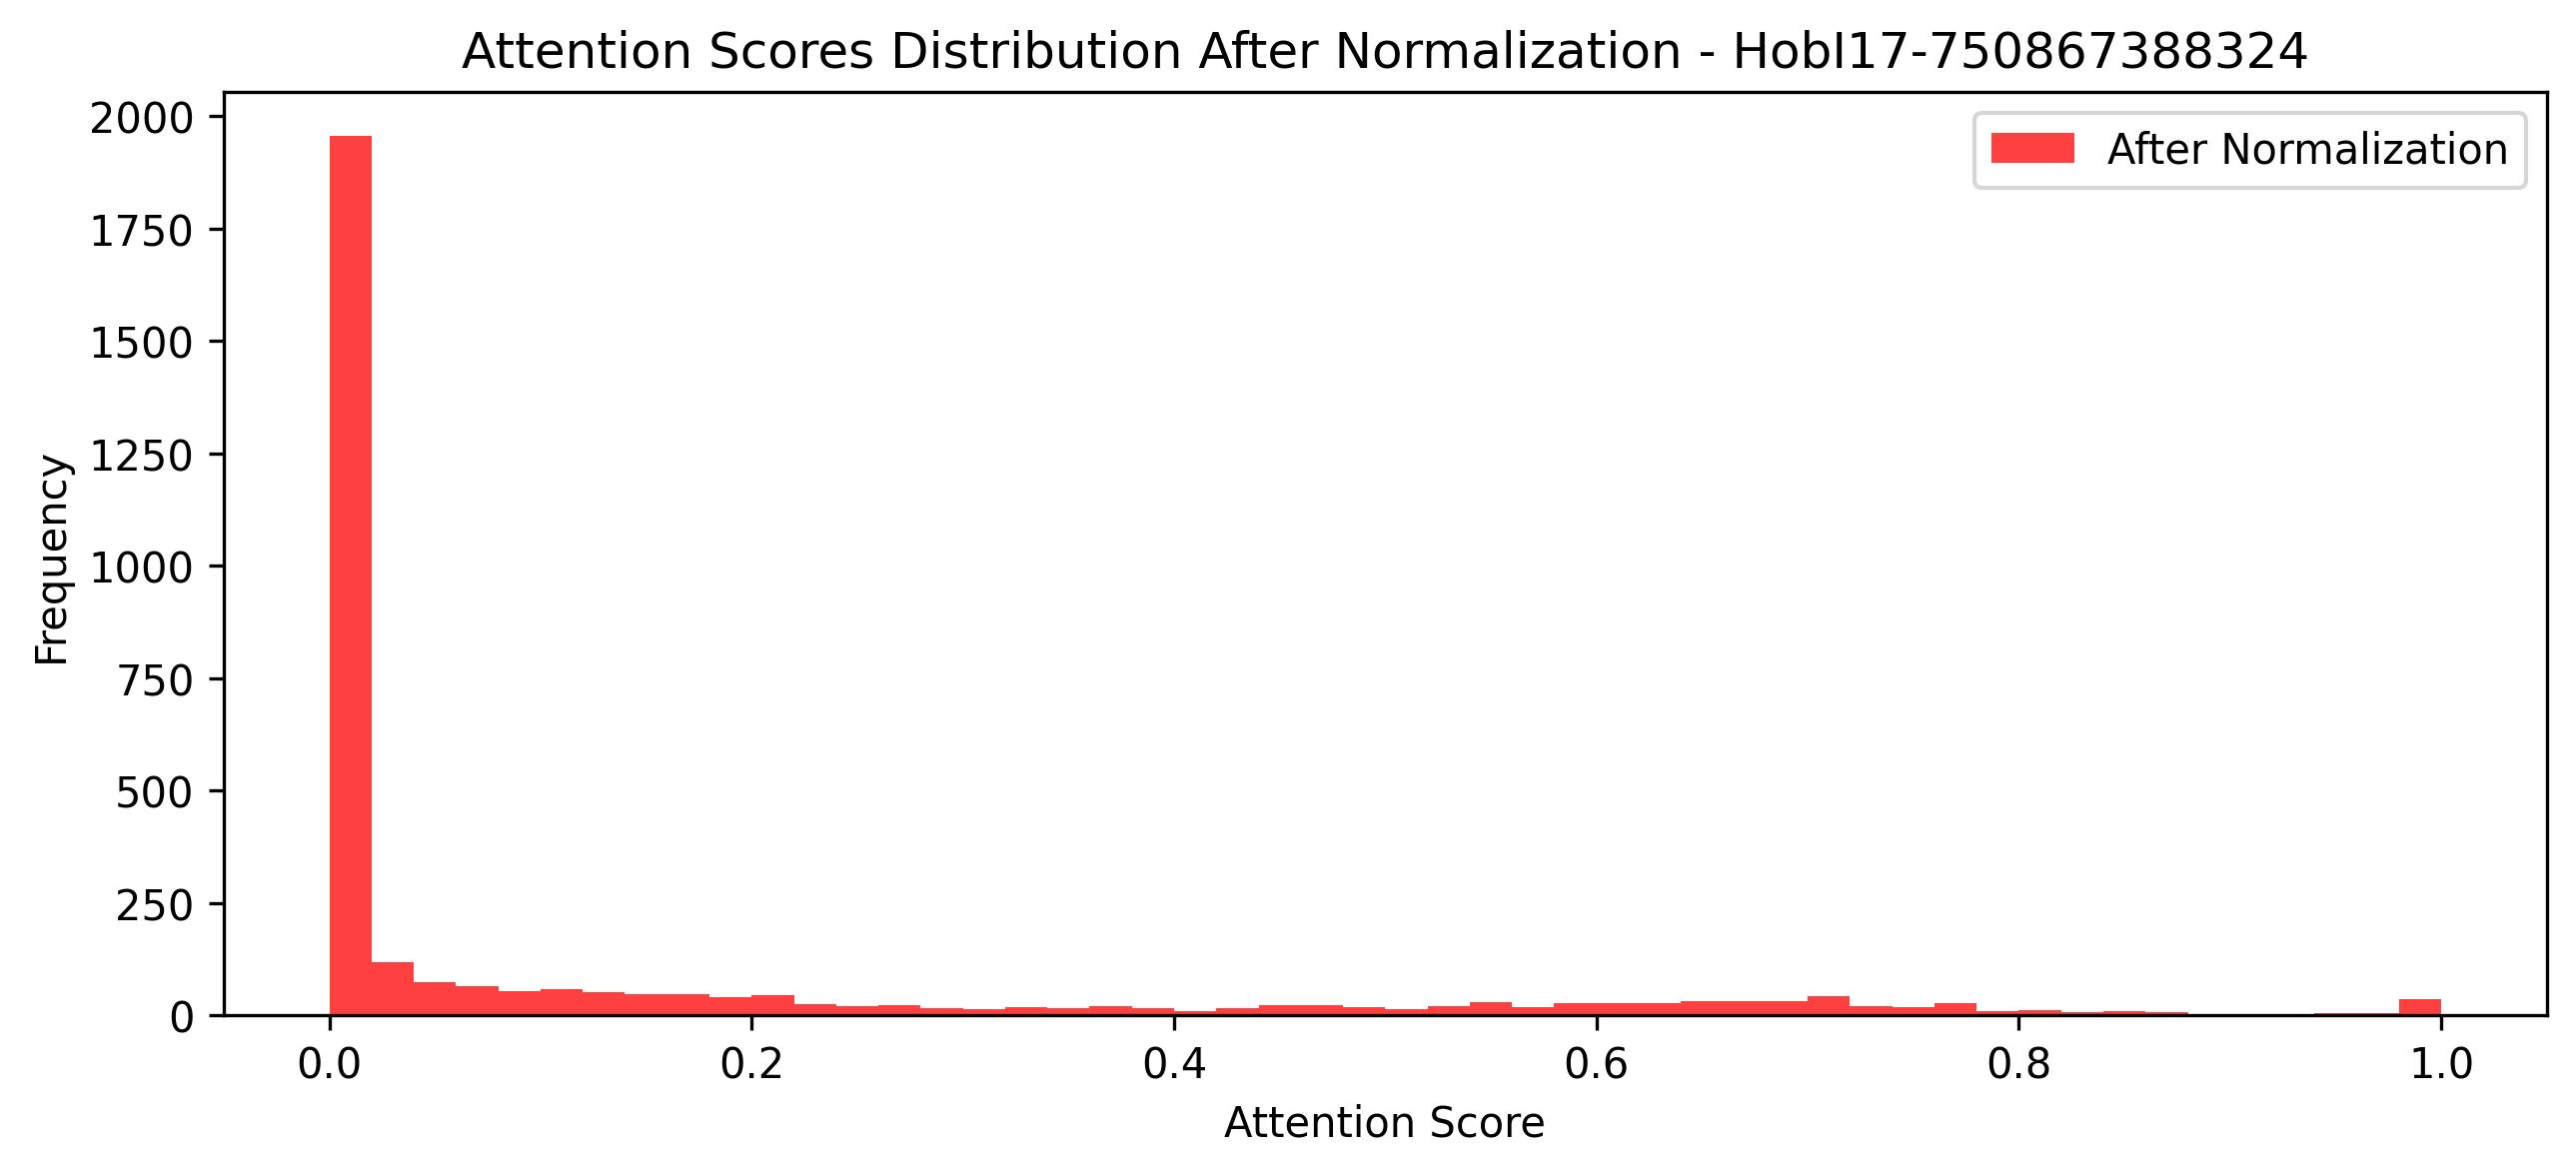 Attention Scores Distribution After Normalization - HobI17-750867388324
After Normalization
2000
1750
1500
1250
1000
750
500
250
0
Frequency
0.0 0.2 0.4 0.6 0.8 1.0
Attention Score